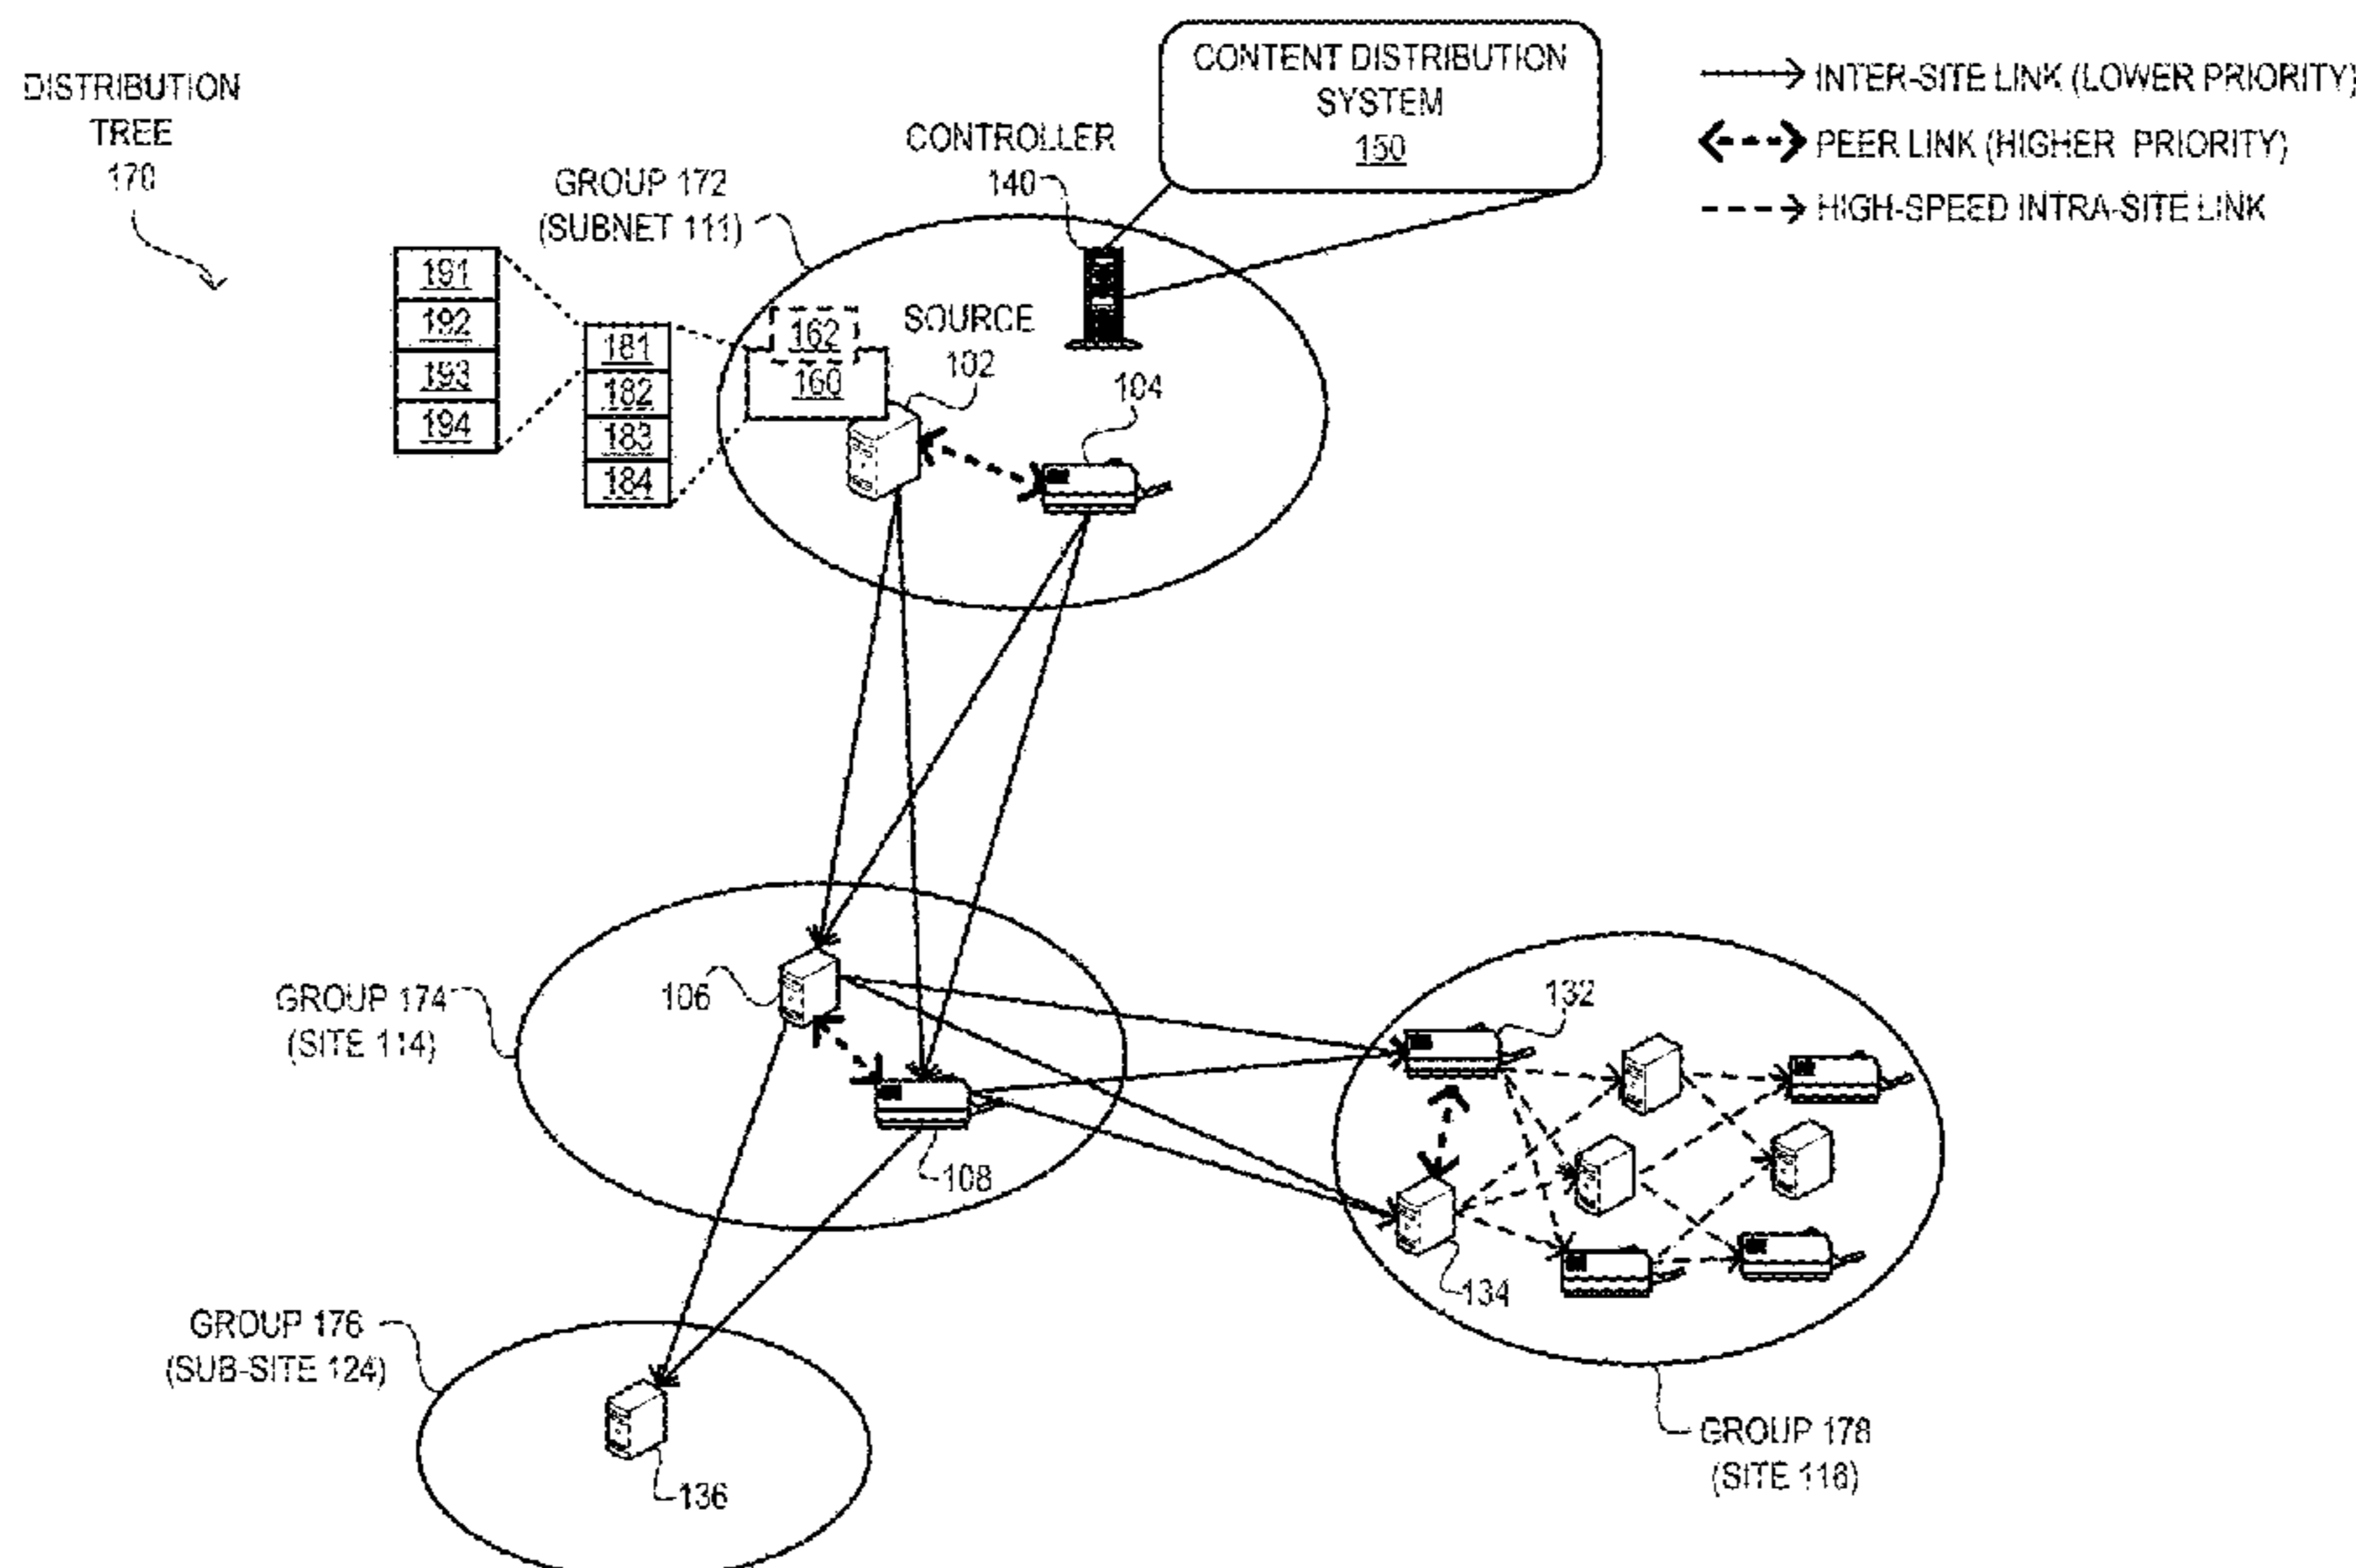 DISTRIBUTION
TREE
170
CONTENT DISTRIBUTION
SYSTEM
150
INTER-SITE LINK (LOWER PRIORITY)
PEER LINK (HIGHER PRIORITY)
HIGH-SPEED INTRA-SITE LINK
CONTROLLER
140
GROUP 172
(SUBNET 111)
191
192
193
194
181
182
183
184
162
160
SOURCE
102
104
106
GROUP 174
(SITE 114)
108
132
134
GROUP 176
(SUB-SITE 124)
136
GROUP 178
(SITE 116)